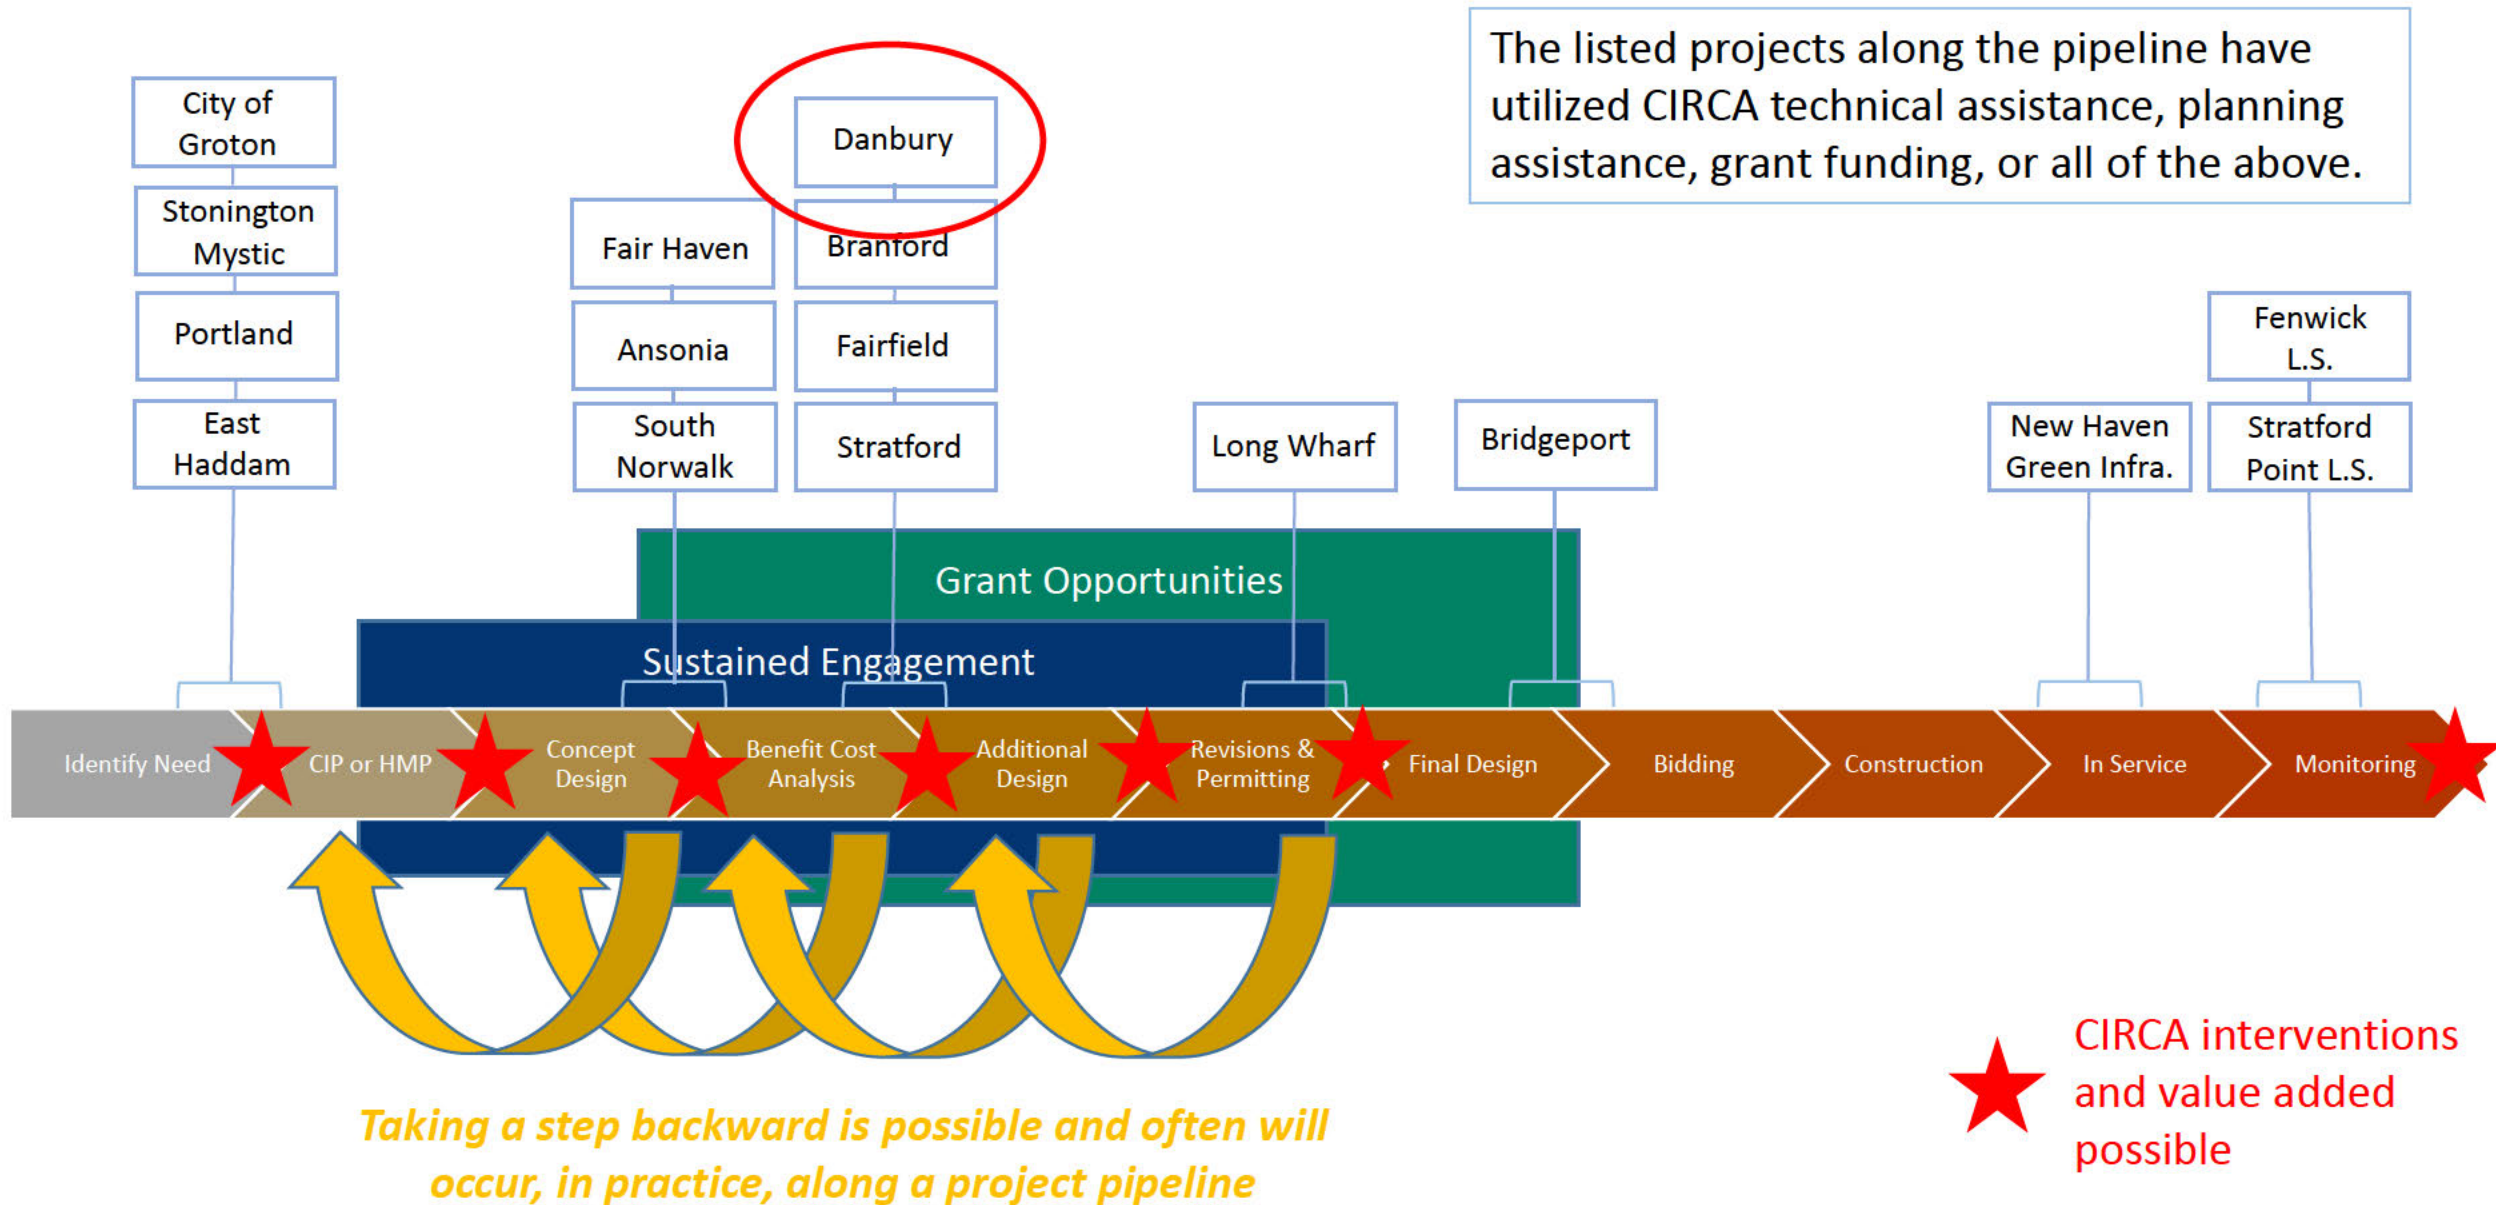 The listed projects along the pipeline have
utilized CIRCA technical assistance, planning
assistance, grant funding, or all of the above.
City of
Groton
Stonington
Mystic
Portland
East
Haddam
Fair Haven
Ansonia
South
Norwalk
Danbury
Branford
Fairfield
Stratford
Long Wharf
Bridgeport
New Haven
Green Infra.
Fenwick
L.S.
Stratford
Point L.S.
Grant Opportunities
Sustained Engagement
Identify Need
CIP or HMP
Concept
Design
Benefit Cost
Analysis
Additional
Design
Revisions &
Permitting
Final Design
Bidding
Construction
In Service
Monitoring
Taking a step backward is possible and often will
occur, in practice, along a project pipeline
CIRCA interventions
and value added
possible